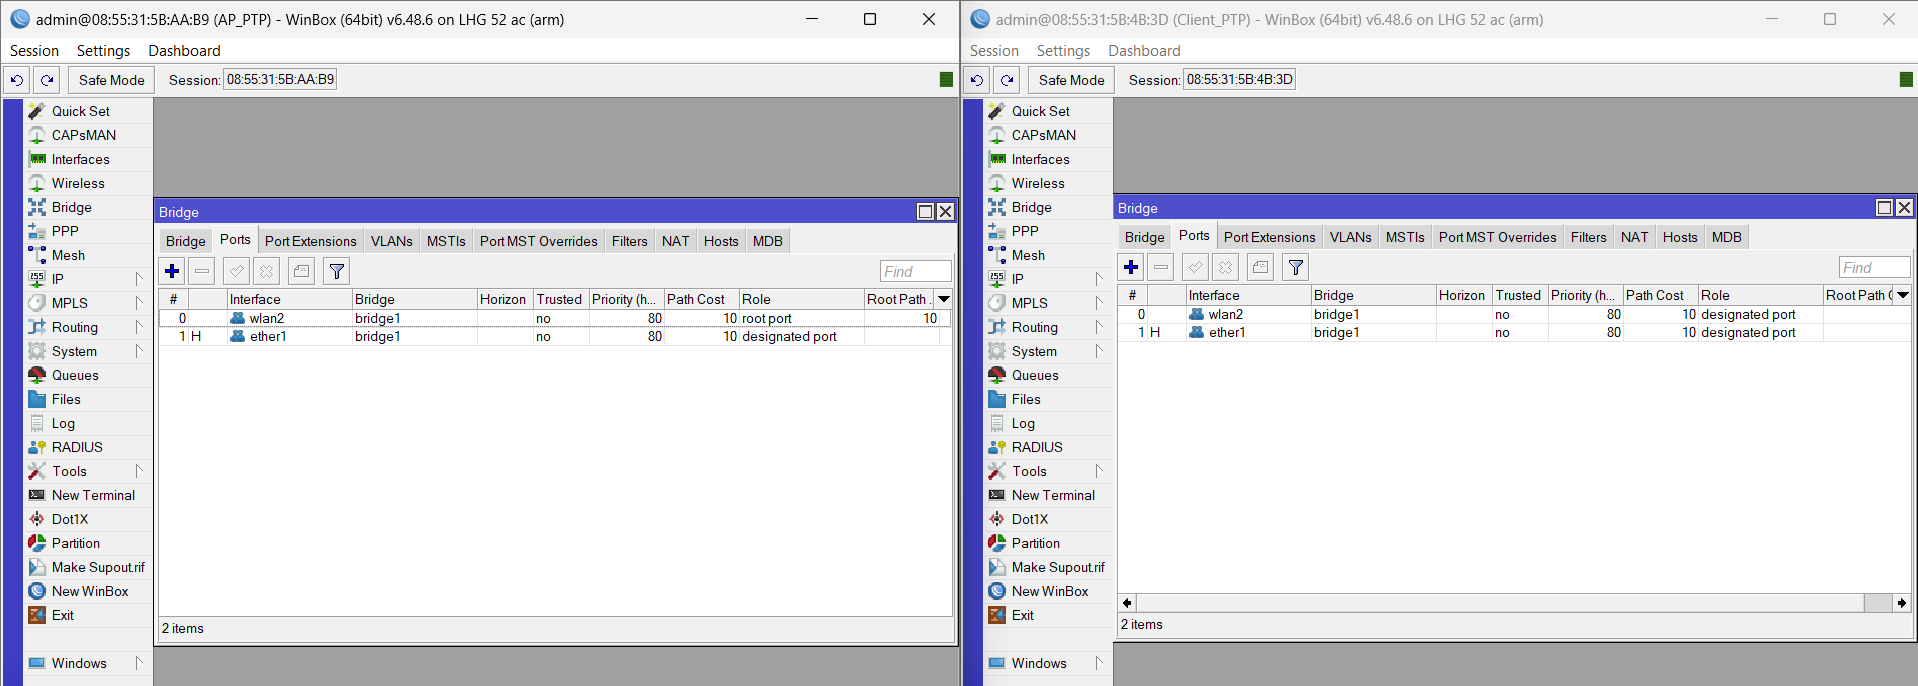 admin@08:55:31:5B:AA:B9 (AP_PTP) - WinBox (64bit) v6.48.6 on LHG 52 ac (arm)
Session Settings Dashboard
Safe Mode Session: 08:55:31:5B:AA:B9
Quick Set
CAPsMAN
Interfaces
Wireless
Bridge
PPP
Mesh
IP
MPLS
Routing
System
Queues
Files
Log
RADIUS
Tools
New Terminal
Dot1X
Partition
Make Supout.rif
New WinBox
Exit
Windows
Bridge
Bridge Ports Port Extensions VLANs MSTIs Port MST Overrides Filters NAT Hosts MDB
Find
# Interface Bridge Horizon Trusted Priority (h... Path Cost Role Root Path ...
0 wlan2 bridge1 no 80 10 root port 10
1 H ether1 bridge1 no 80 10 designated port
2 items
admin@08:55:31:5B:4B:3D (Client_PTP) - WinBox (64bit) v6.48.6 on LHG 52 ac (arm)
Session Settings Dashboard
Safe Mode Session: 08:55:31:5B:4B:3D
Quick Set
CAPsMAN
Interfaces
Wireless
Bridge
PPP
Mesh
IP
MPLS
Routing
System
Queues
Files
Log
RADIUS
Tools
New Terminal
Dot1X
Partition
Make Supout.rif
New WinBox
Exit
Windows
Bridge
Bridge Ports Port Extensions VLANs MSTIs Port MST Overrides Filters NAT Hosts MDB
Find
# Interface Bridge Horizon Trusted Priority (h... Path Cost Role Root Path
0 wlan2 bridge1 no 80 10 designated port
1 H ether1 bridge1 no 80 10 designated port
2 items